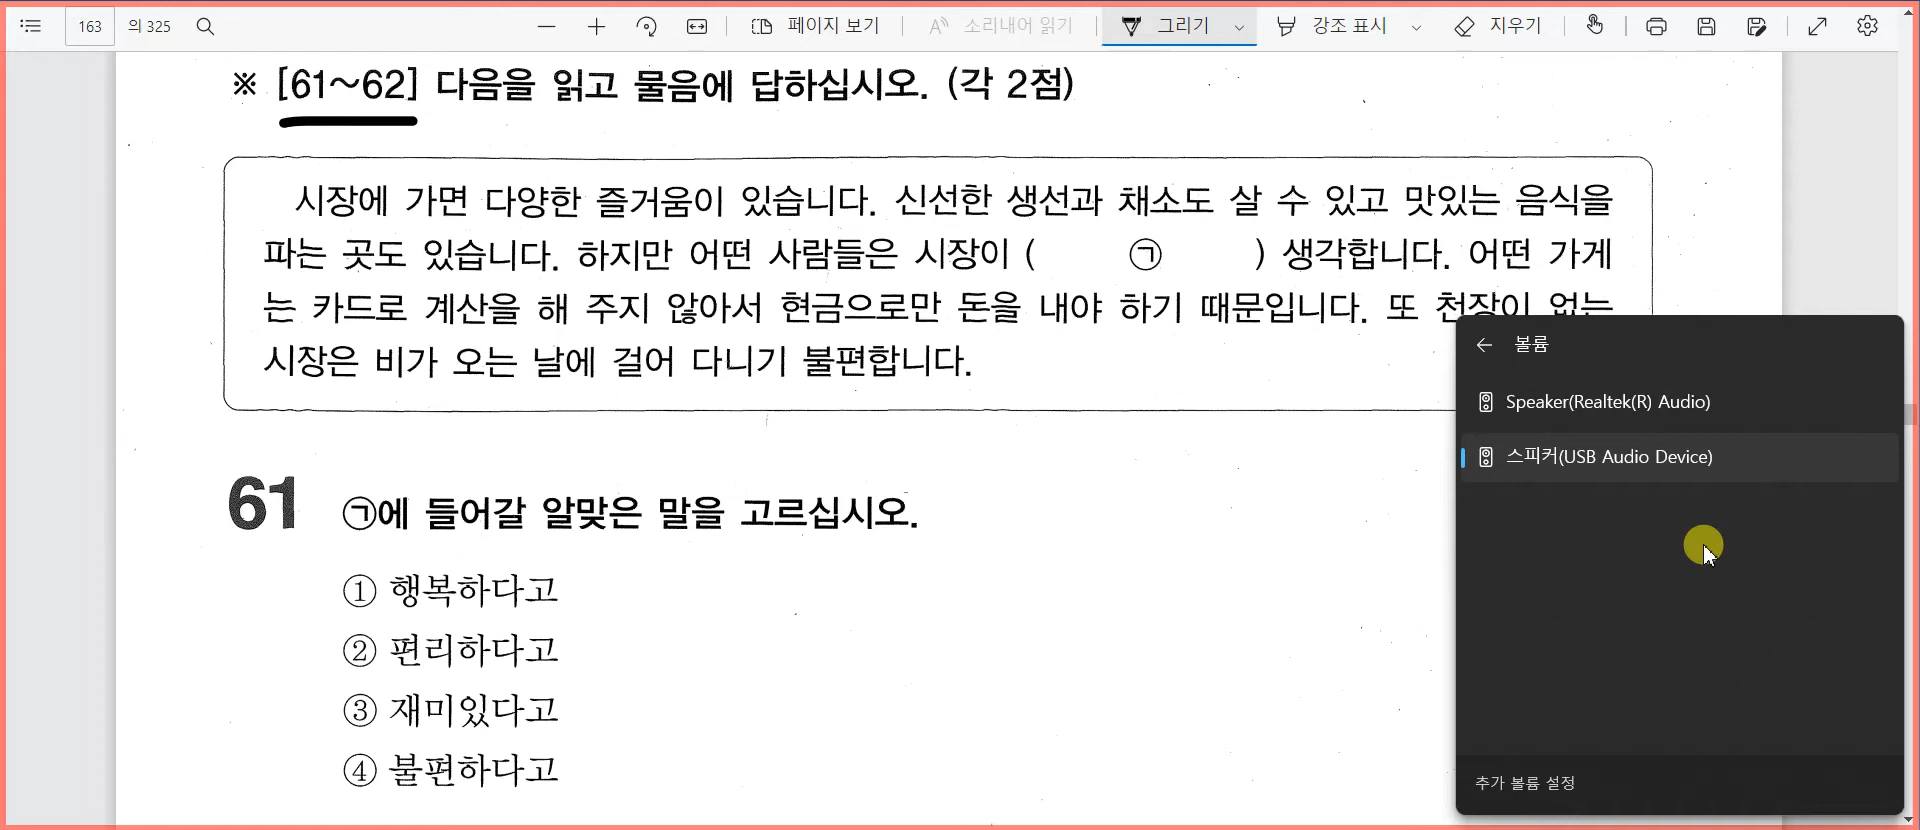 163 의 325 페이지 보기 소리내어 읽기 그리기 강조 표시 지우기
※ [61~62] 다음을 읽고 물음에 답하십시오. (각 2점)
시장에 가면 다양한 즐거움이 있습니다. 신선한 생선과 채소도 살 수 있고 맛있는 음식을
파는 곳도 있습니다. 하지만 어떤 사람들은 시장이 ( ㉠ ) 생각합니다. 어떤 가게
는 카드로 계산을 해 주지 않아서 현금으로만 돈을 내야 하기 때문입니다. 또 천장이 없는
시장은 비가 오는 날에 걸어 다니기 불편합니다.
61 ㉠에 들어갈 알맞은 말을 고르십시오.
① 행복하다고
② 편리하다고
③ 재미있다고
④ 불편하다고
볼륨
Speaker(Realtek(R) Audio)
스피커(USB Audio Device)
추가 볼륨 설정